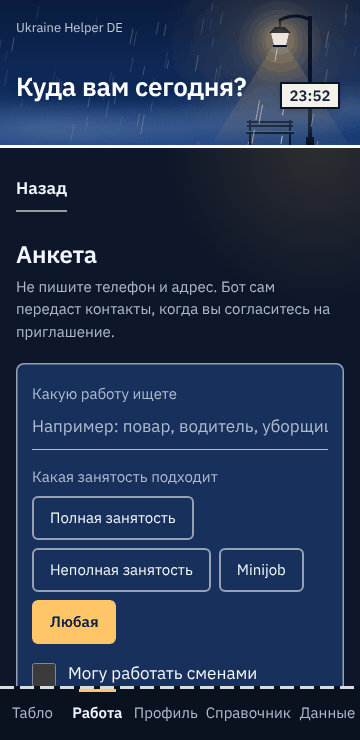 Ukraine Helper DE
Куда вам сегодня?
23:52
Назад
Анкета
Не пишите телефон и адрес. Бот сам
передаст контакты, когда вы согласитесь на
приглашение.
Какую работу ищете
Например: повар, водитель, уборщи
Какая занятость подходит
Полная занятость
Неполная занятость
Minijob
Любая
Могу работать сменами
Табло
Работа
Профиль
Справочник
Данные